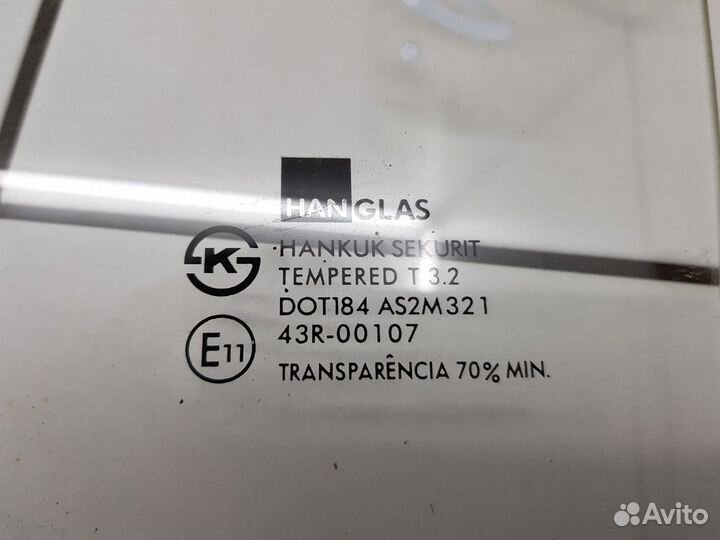 HANGLAS
HANKUK SEKURIT
TEMPERED T 3.2
DOT184 AS2M321
43R-00107
TRANSPARÊNCIA 70% MIN.
K
E11
Avito